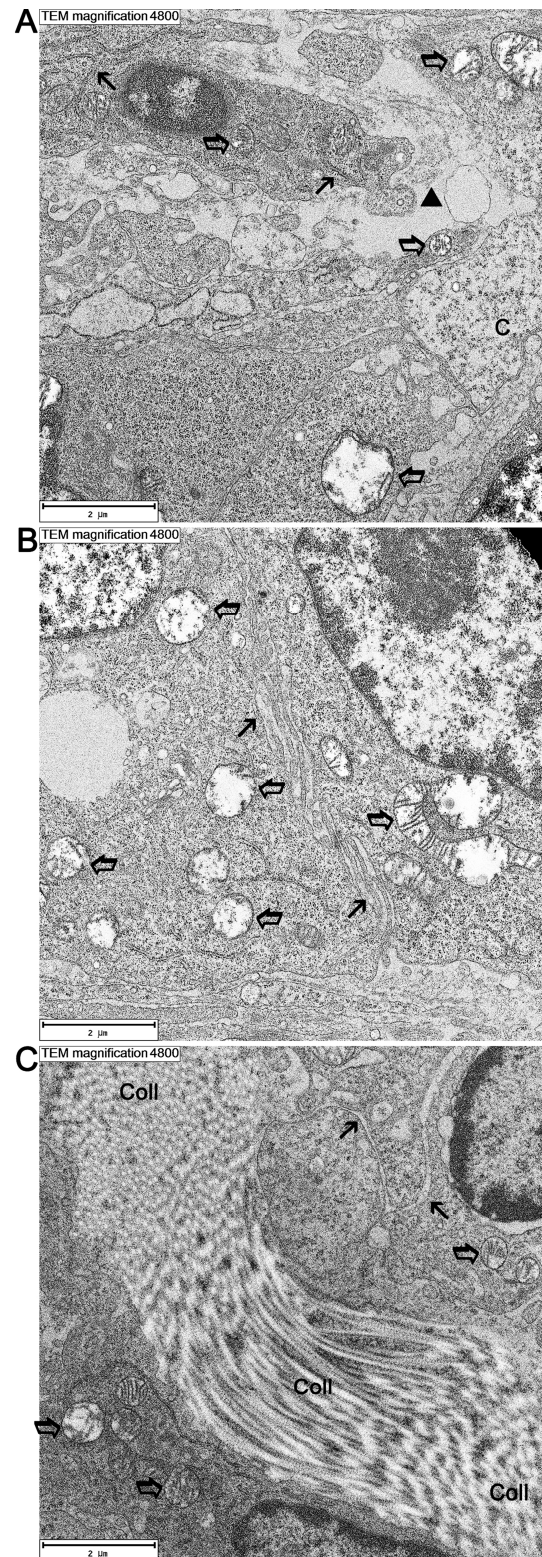 A
TEM magnification 4800
C
2 µm
B
TEM magnification 4800
2 µm
C
TEM magnification 4800
Coll
Coll
Coll
2 µm